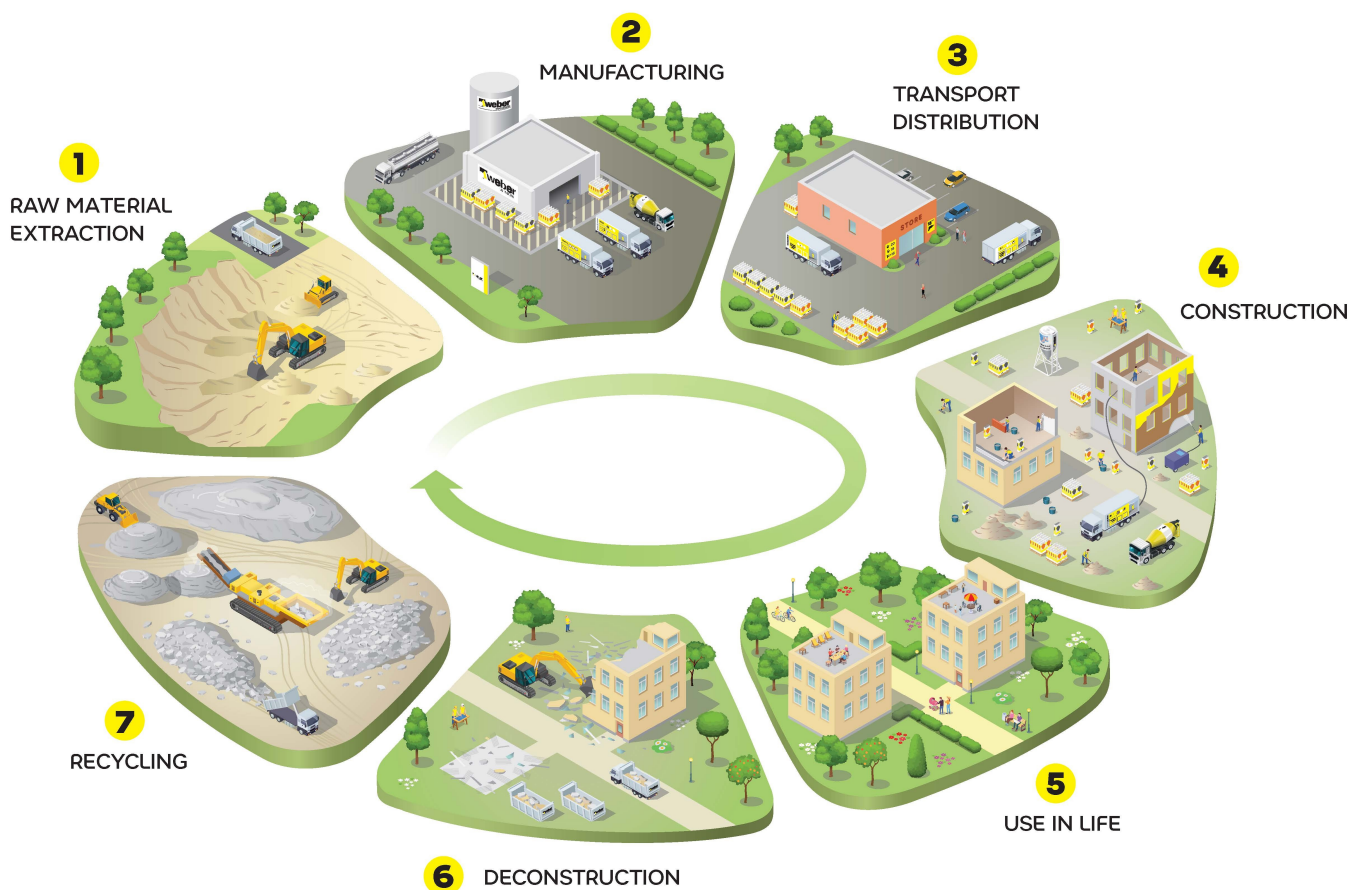 1
RAW MATERIAL
EXTRACTION
2
MANUFACTURING
weber
weber
3
TRANSPORT
DISTRIBUTION
STORE
4
CONSTRUCTION
5
USE IN LIFE
6
DECONSTRUCTION
7
RECYCLING